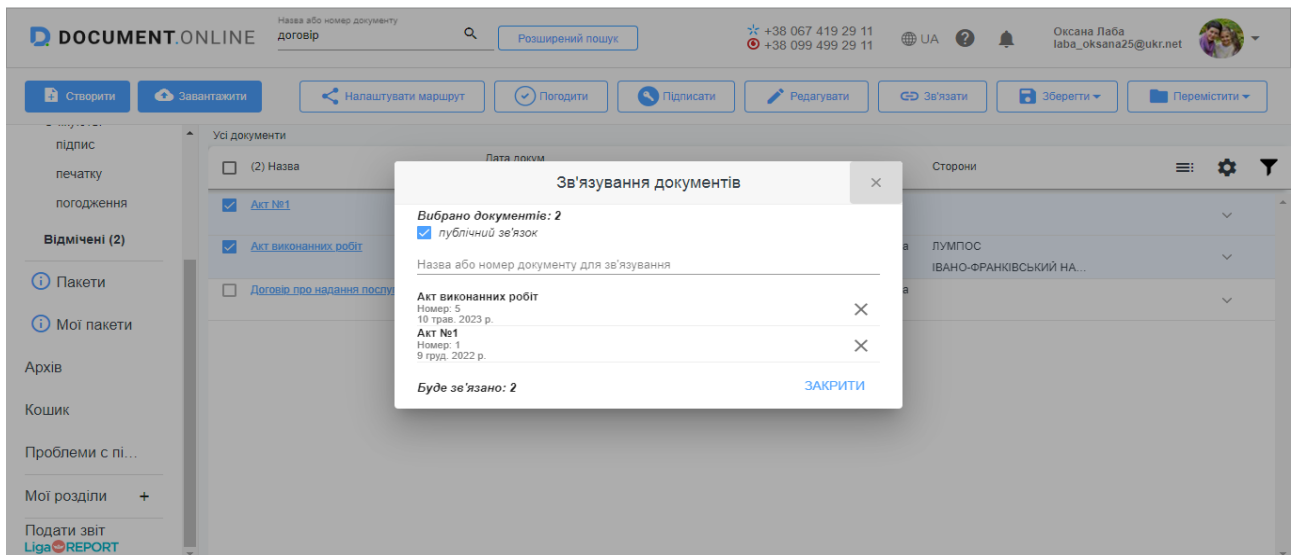 DOCUMENT.ONLINE
Назва або номер документу
договір
Розширений пошук
+38 067 419 29 11
+38 099 499 29 11
UA
Оксана Лаба
laba_oksana25@ukr.net
Створити
Завантажити
Налаштувати маршрут
Погодити
Підписати
Редагувати
Зв'язати
Зберегти
Перемістити
підпис
печатку
погодження
Відмічені (2)
Пакети
Мої пакети
Архів
Кошик
Проблеми с пі...
Мої розділи +
Подати звіт
Liga REPORT
Усі документи
(2) Назва
Дата докум
Сторони
Акт №1
Акт виконанних робіт
а
ЛУМПОС
ІВАНО-ФРАНКІВСЬКИЙ НА...
Договір про надання послу
а
Зв'язування документів
Вибрано документів: 2
публічний зв'язок
Назва або номер документу для зв'язування
Акт виконанних робіт
Номер: 5
10 трав. 2023 р.
Акт №1
Номер: 1
9 груд. 2022 р.
Буде зв'язано: 2
ЗАКРИТИ